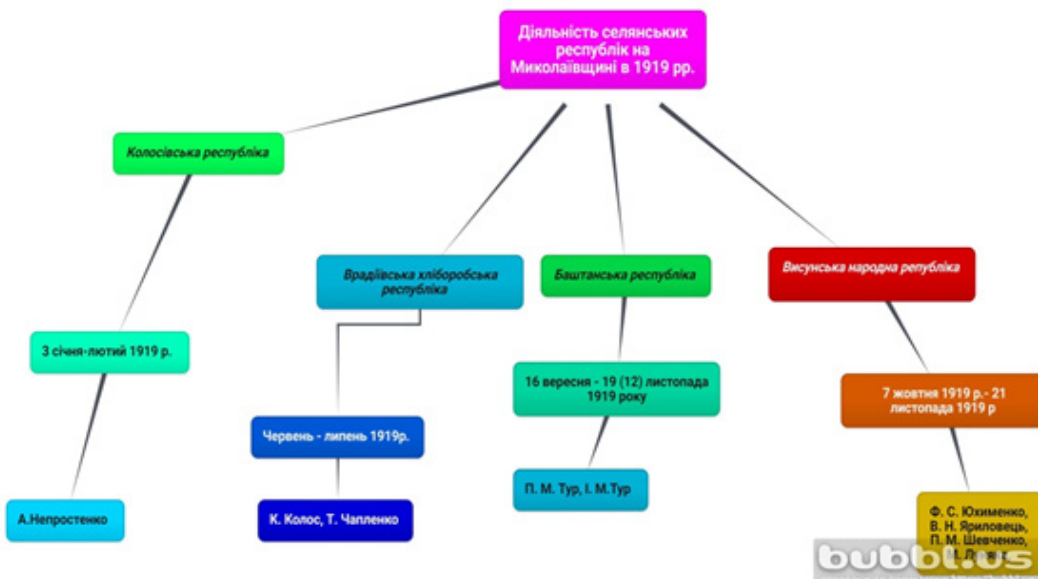 Діяльність селянських
республік на
Миколаївщині в 1919 рр.
Колосівська республіка
Врадіївська хліборобська
республіка
Баштанська республіка
Висунська народна републіка
3 січня-лютий 1919 р.
16 вересня - 19 (12) листопада
1919 року
7 жовтня 1919 р.- 21
листопада 1919 р
Червень - липень 1919р.
А.Непростенко
К. Колос, Т. Чапленко
П. М. Тур, І. М.Тур
Ф. С. Юхименко,
В. Н. Яриловець,
П. М. Шевченко,
М.
bubbl.us